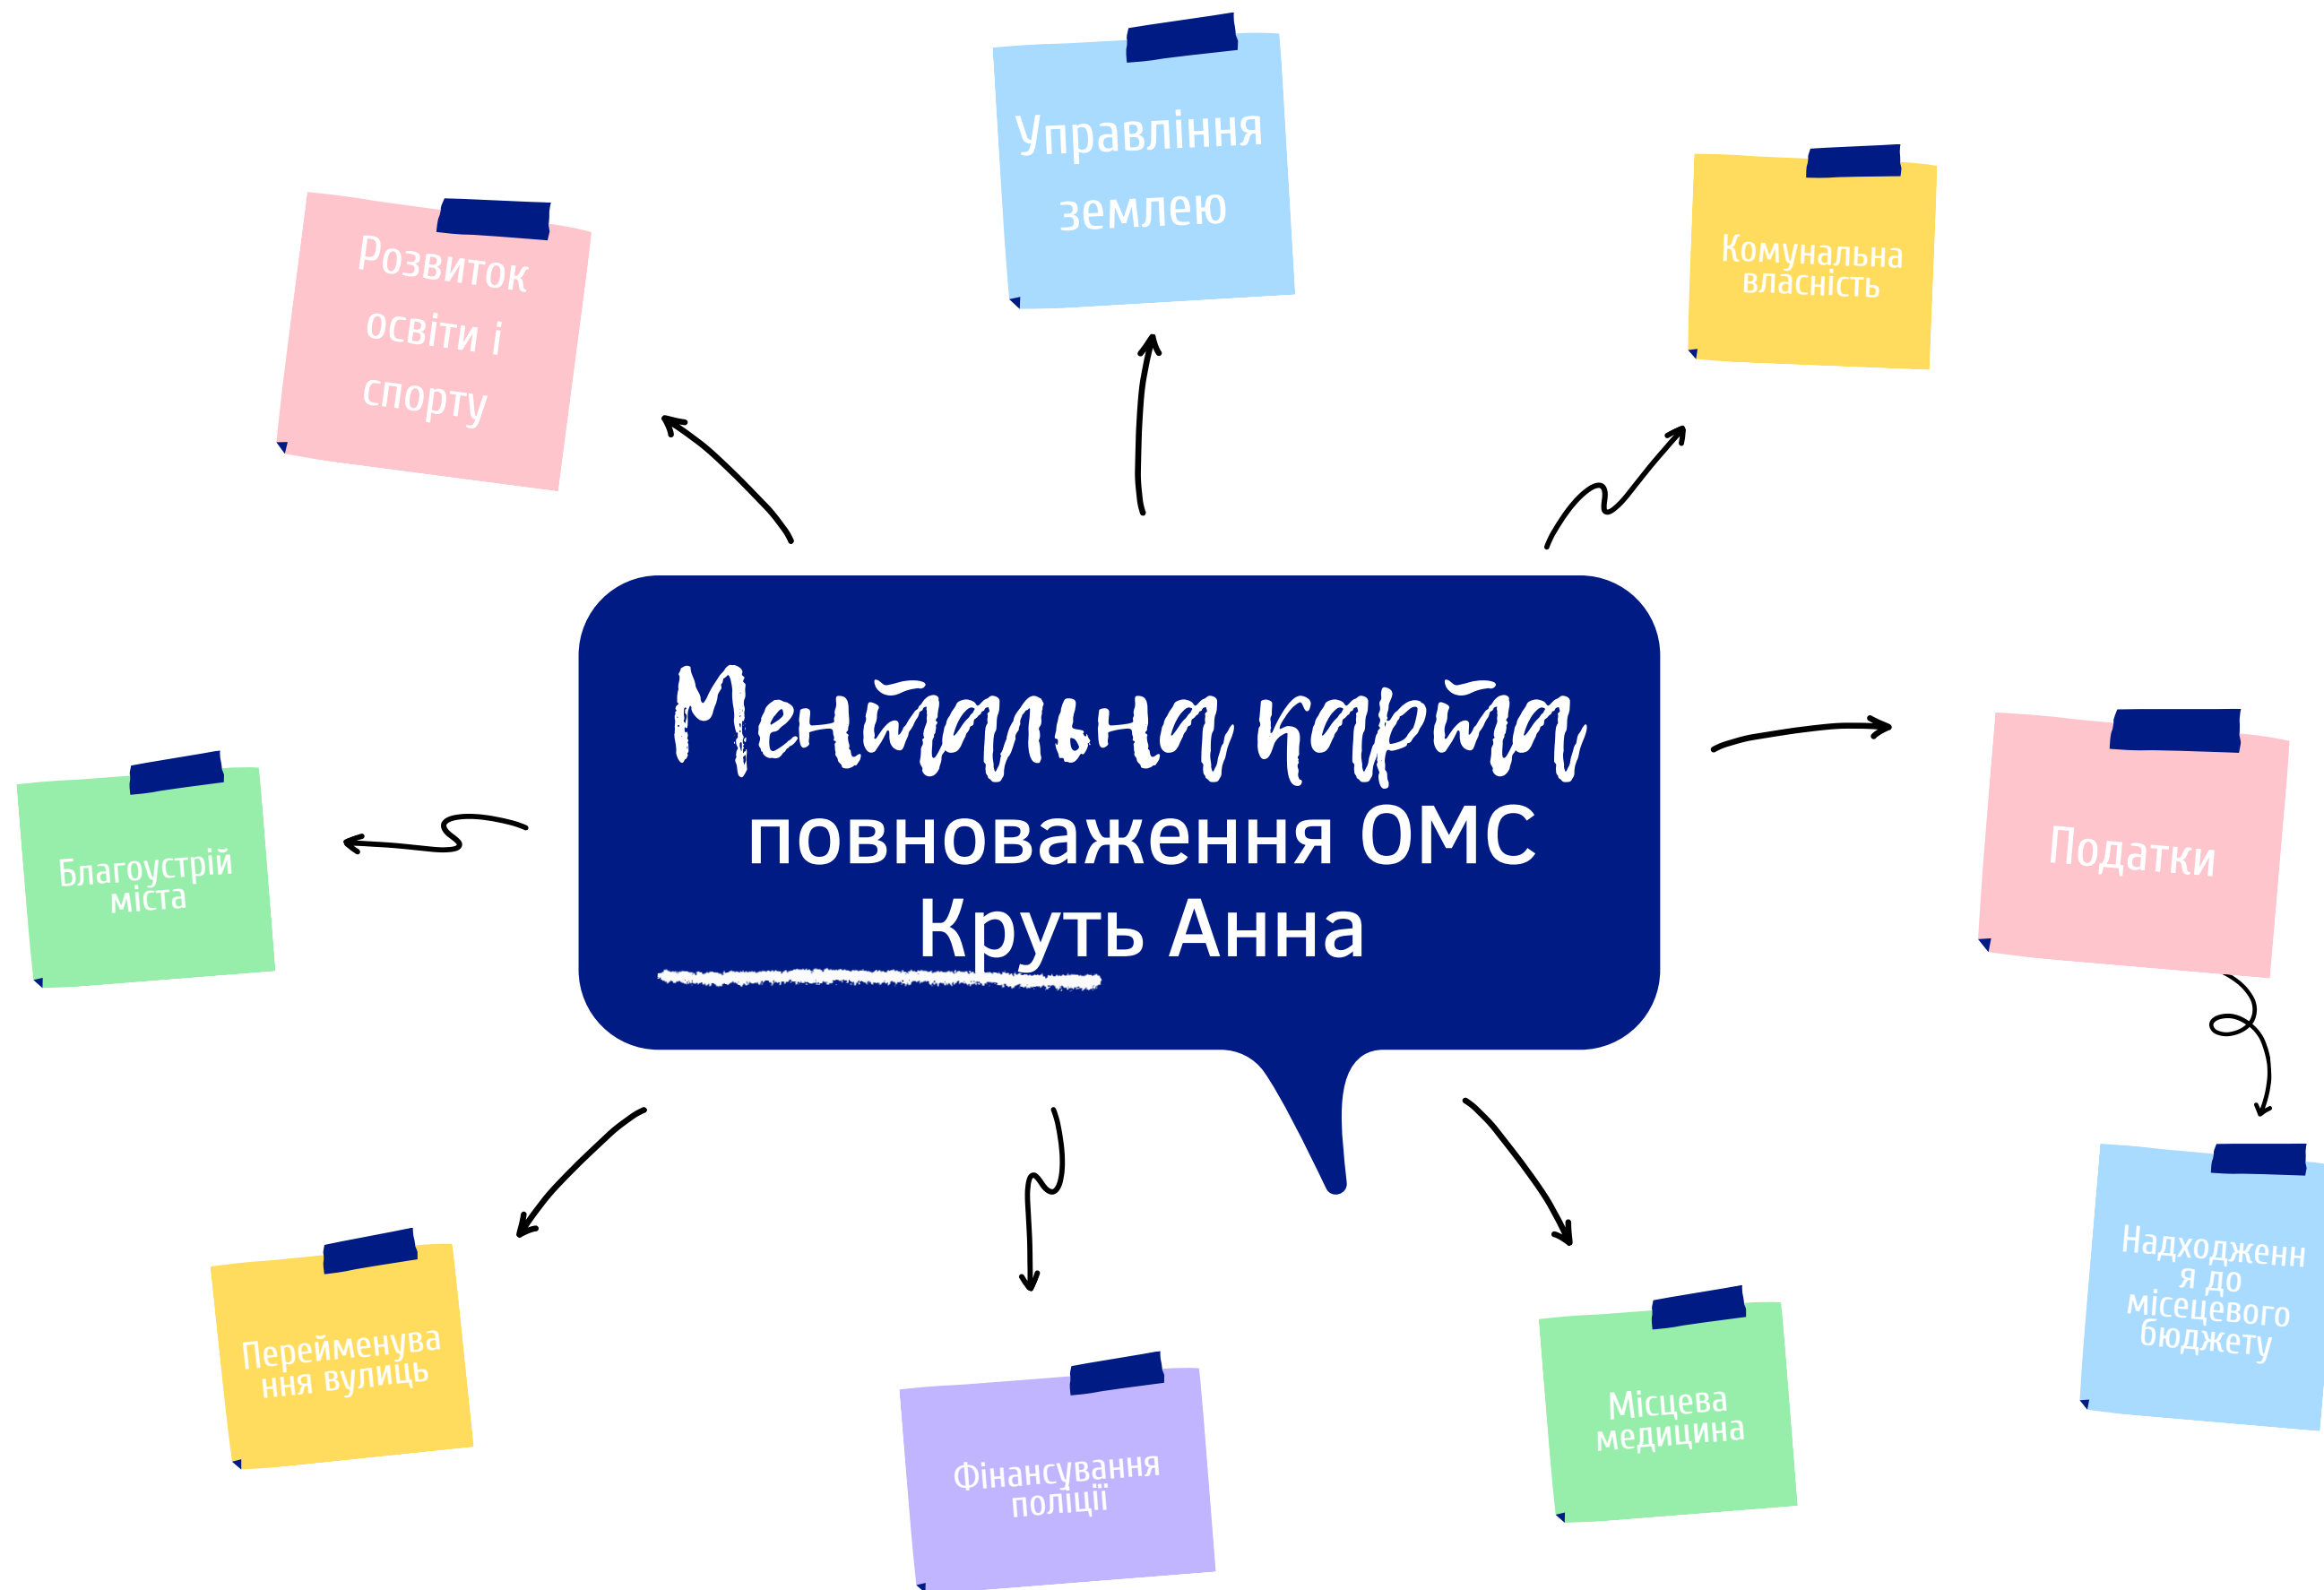 Управління
землею
Комунальна
власність
Розвиток
освіти і
спорту
Ментальна карта
повноваження ОМС
Круть Анна
Податки
Благоустрій
міста
Надходженн
я до
місцевого
бюджету
Перейменува
ння вулиць
Місцева
медицина
Фінансування
поліції